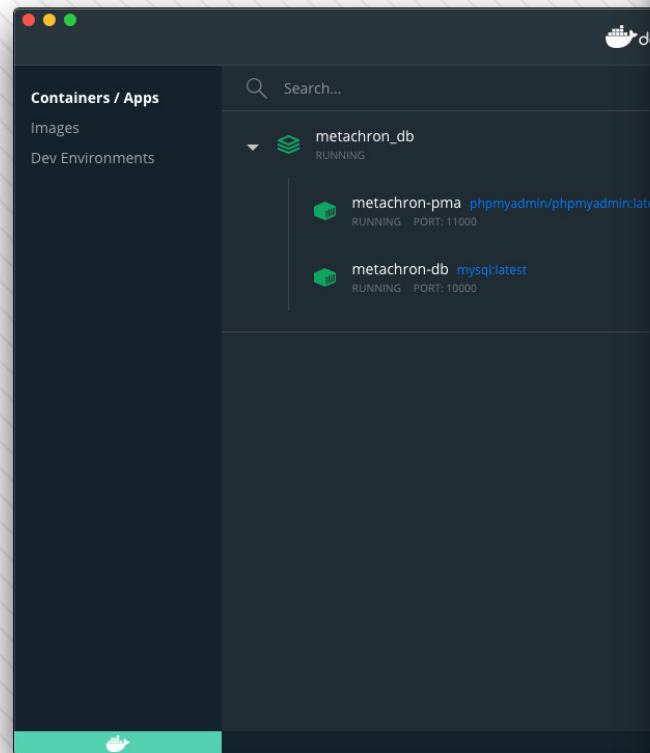 Containers / Apps
Images
Dev Environments
Search...
metachron_db
RUNNING
metachron-pma phpmyadmin/phpmyadmin:late
RUNNING PORT: 11000
metachron-db mysql:latest
RUNNING PORT: 10000